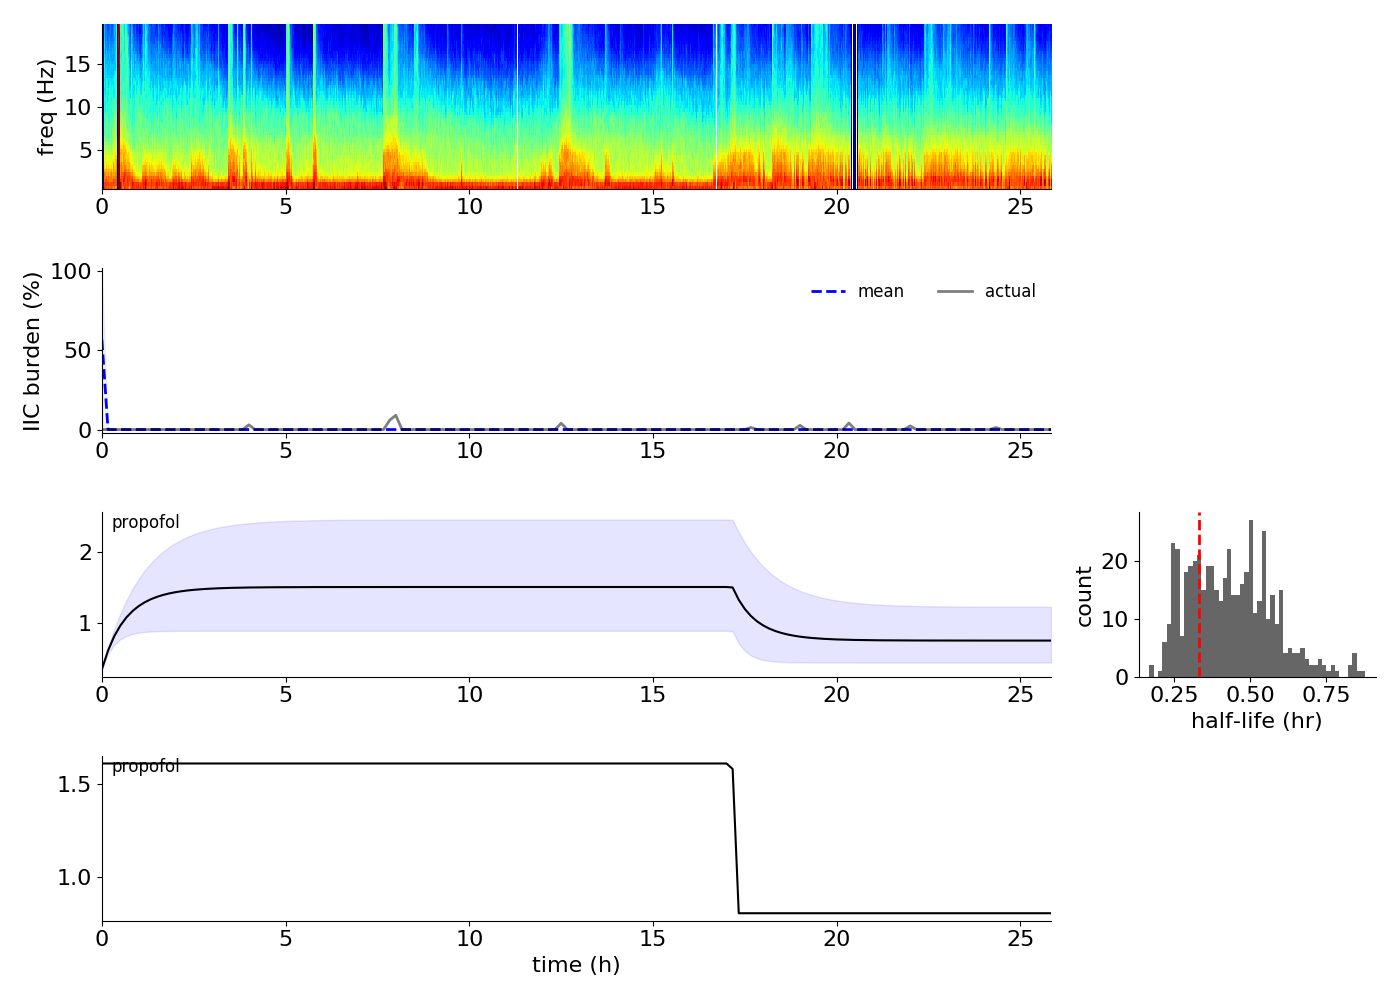 freq (Hz)
15
10
5
0 5 10 15 20 25
IIC burden (%)
100
50
0
mean actual
0 5 10 15 20 25
propofol
2
1
0 5 10 15 20 25
count
20
10
0
0.25 0.50 0.75
half-life (hr)
propofol
1.5
1.0
0 5 10 15 20 25
time (h)